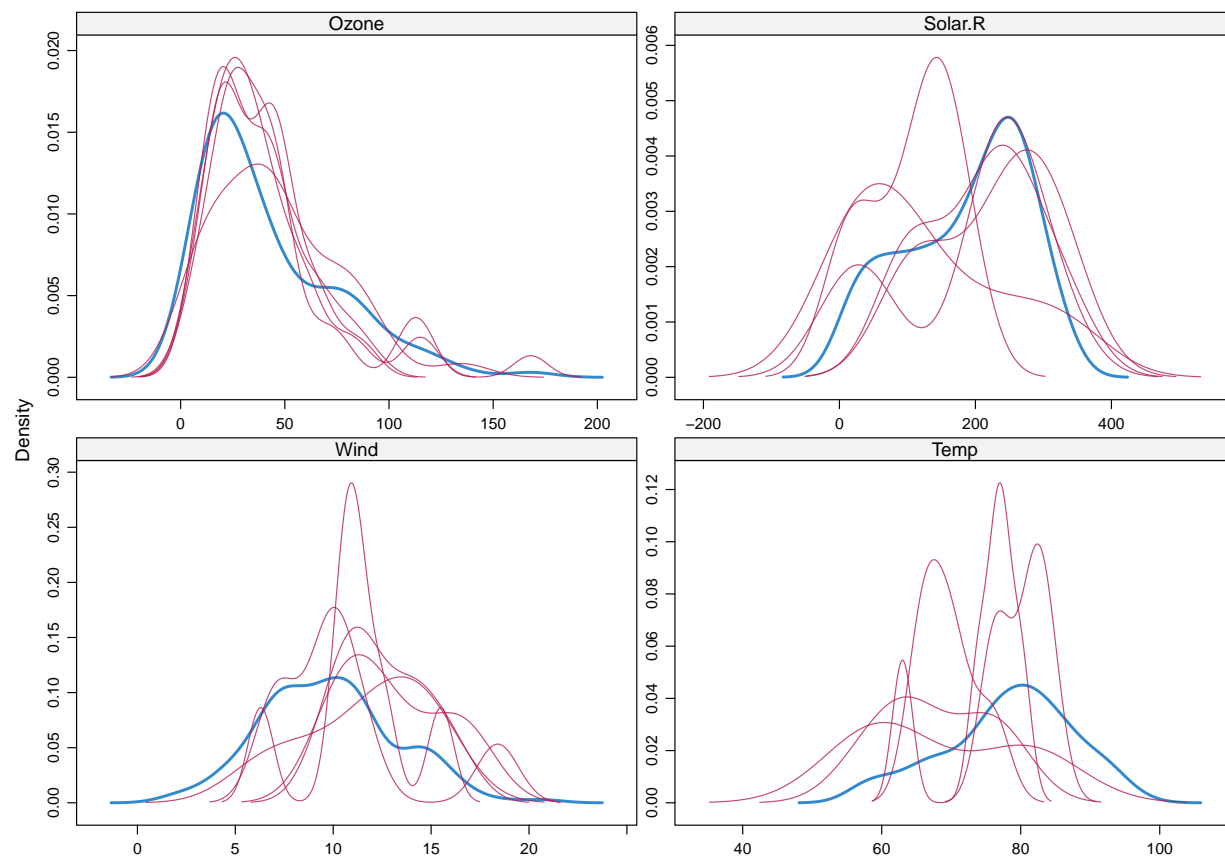 Ozone
Solar.R
0.000 0.005 0.010 0.015 0.020
0 50 100 150 200
0.000 0.001 0.002 0.003 0.004 0.005 0.006
−200 0 200 400
Density
Wind
Temp
0.00 0.05 0.10 0.15 0.20 0.25 0.30
0 5 10 15 20
0.00 0.02 0.04 0.06 0.08 0.10 0.12
40 60 80 100